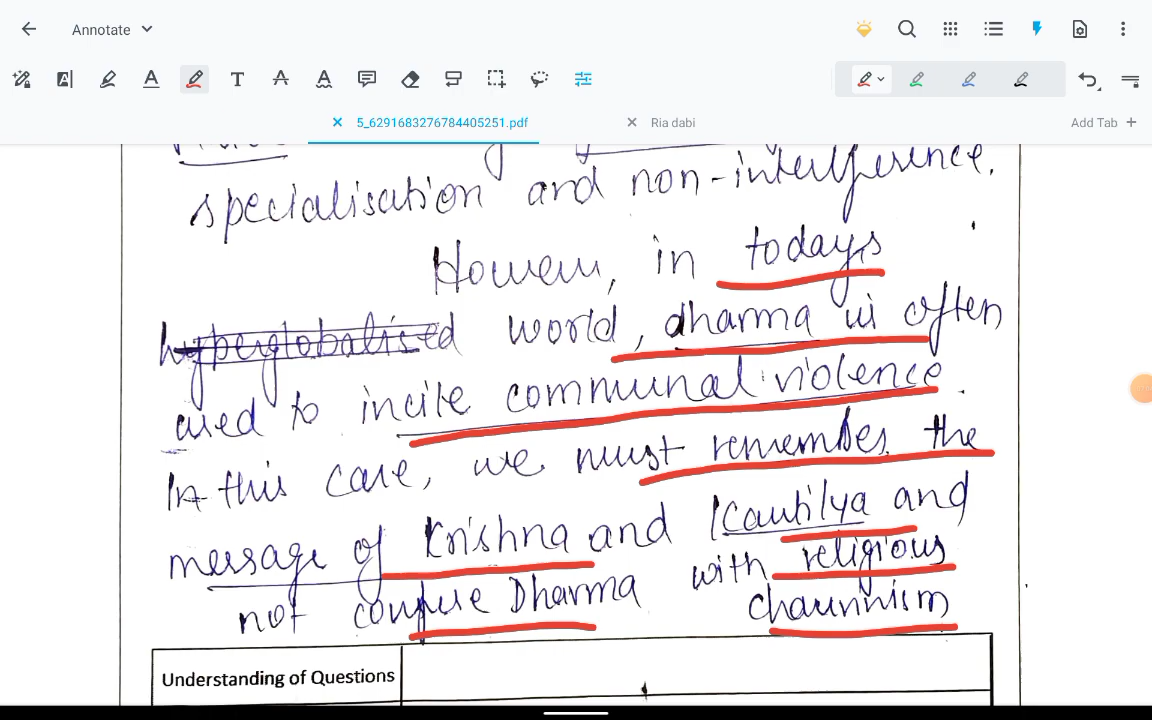 Annotate
5_6291683276784405251.pdf
Ria dabi
Add Tab +
specialisation and non-interference.
However, in todays
hyperglobalised world, dharma is often
used to incite communal violence.
In this case, we must remember the
message of Krishna and Kautilya and
not confuse Dharma with religious
chauvinism
Understanding of Questions